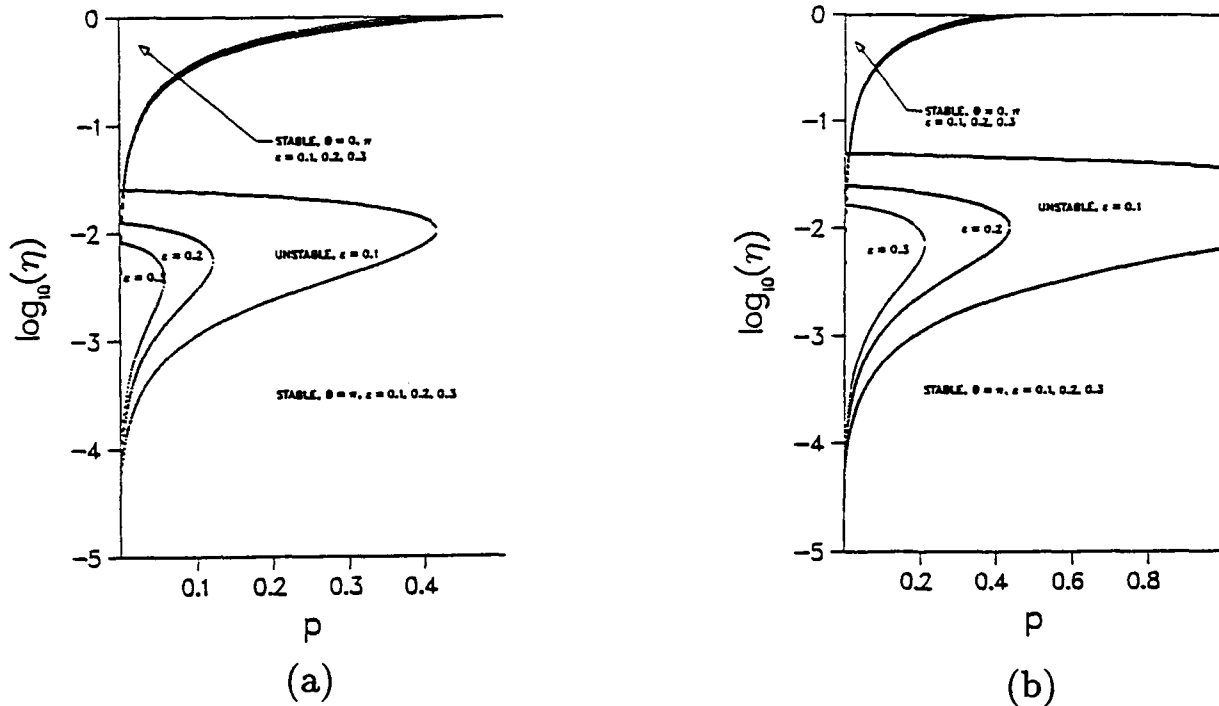 0
-1
-2
-3
-4
-5
log₁₀(η)
STABLE, θ = 0, π
ε = 0.1, 0.2, 0.3
ε = 0.2
UNSTABLE, ε = 0.1
STABLE, θ = π, ε = 0.1, 0.2, 0.3
0.1
0.2
0.3
0.4
p
(a)
0
-1
-2
-3
-4
-5
log₁₀(η)
STABLE, θ = 0, π
ε = 0.1, 0.2, 0.3
UNSTABLE, ε = 0.1
ε = 0.2
ε = 0.3
STABLE, θ = π, ε = 0.1, 0.2, 0.3
0.2
0.4
0.6
0.8
p
(b)